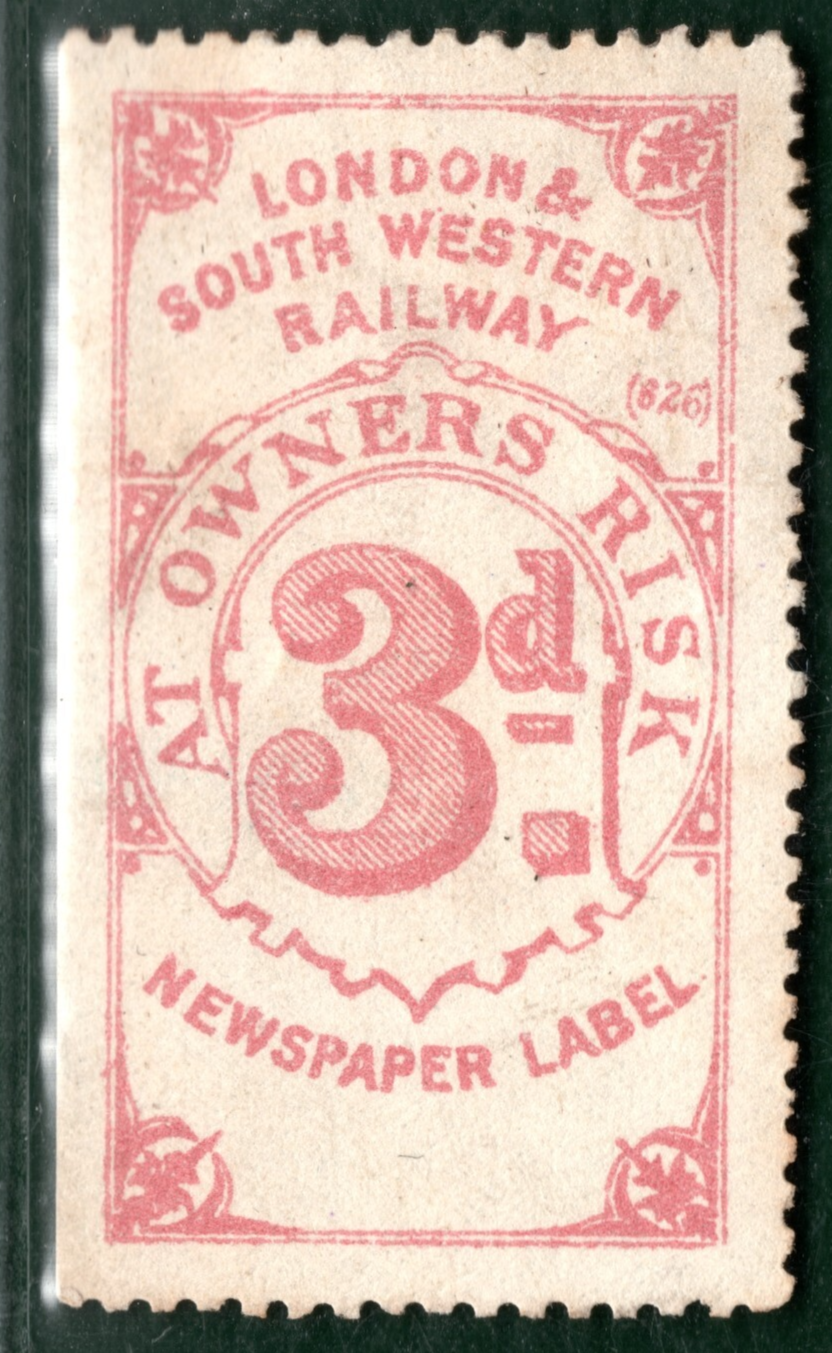 LONDON &
SOUTH WESTERN
RAILWAY
(626)
AT OWNERS RISK
3d.
NEWSPAPER LABEL.